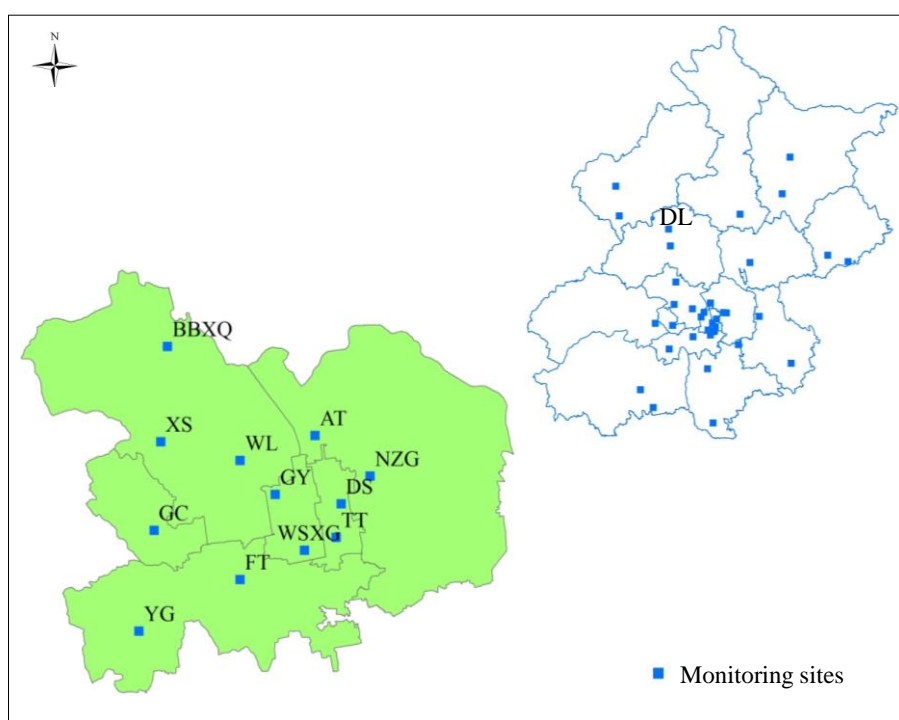 N
DL
BBXQ
AT
XS
WL
NZG
GY
DS
GC
TT
WSXG
FT
YG
Monitoring sites